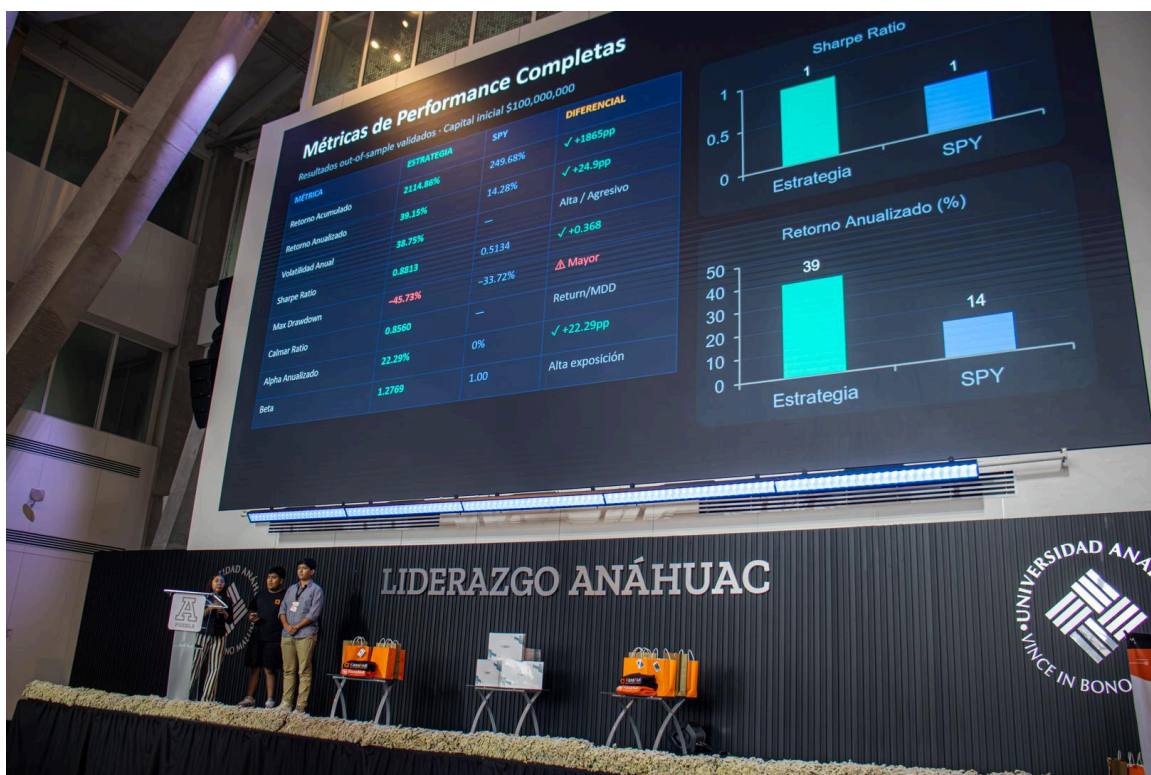 Métricas de Performance Completas
Resultados out-of-sample validados · Capital inicial $100,000,000
MÉTRICA ESTRATEGIA SPY DIFERENCIAL
Retorno Acumulado 2114.86% 249.68% ✓ +1865pp
Retorno Anualizado 39.15% 14.28% ✓ +24.9pp
Volatilidad Anual 38.75% — Alta / Agresivo
Sharpe Ratio 0.8813 0.5134 ✓ +0.368
Max Drawdown −45.73% −33.72% ⚠ Mayor
Calmar Ratio 0.8560 — Return/MDD
Alpha Anualizado 22.29% 0% ✓ +22.29pp
Beta 1.2769 1.00 Alta exposición
Sharpe Ratio
1 1
1
0.5
0
Estrategia SPY
Retorno Anualizado (%)
39 14
50
40
30
20
10
0
Estrategia SPY
LIDERAZGO ANÁHUAC
A
PUEBLA
UNIVERSIDAD ANÁ
VINCE IN BONO